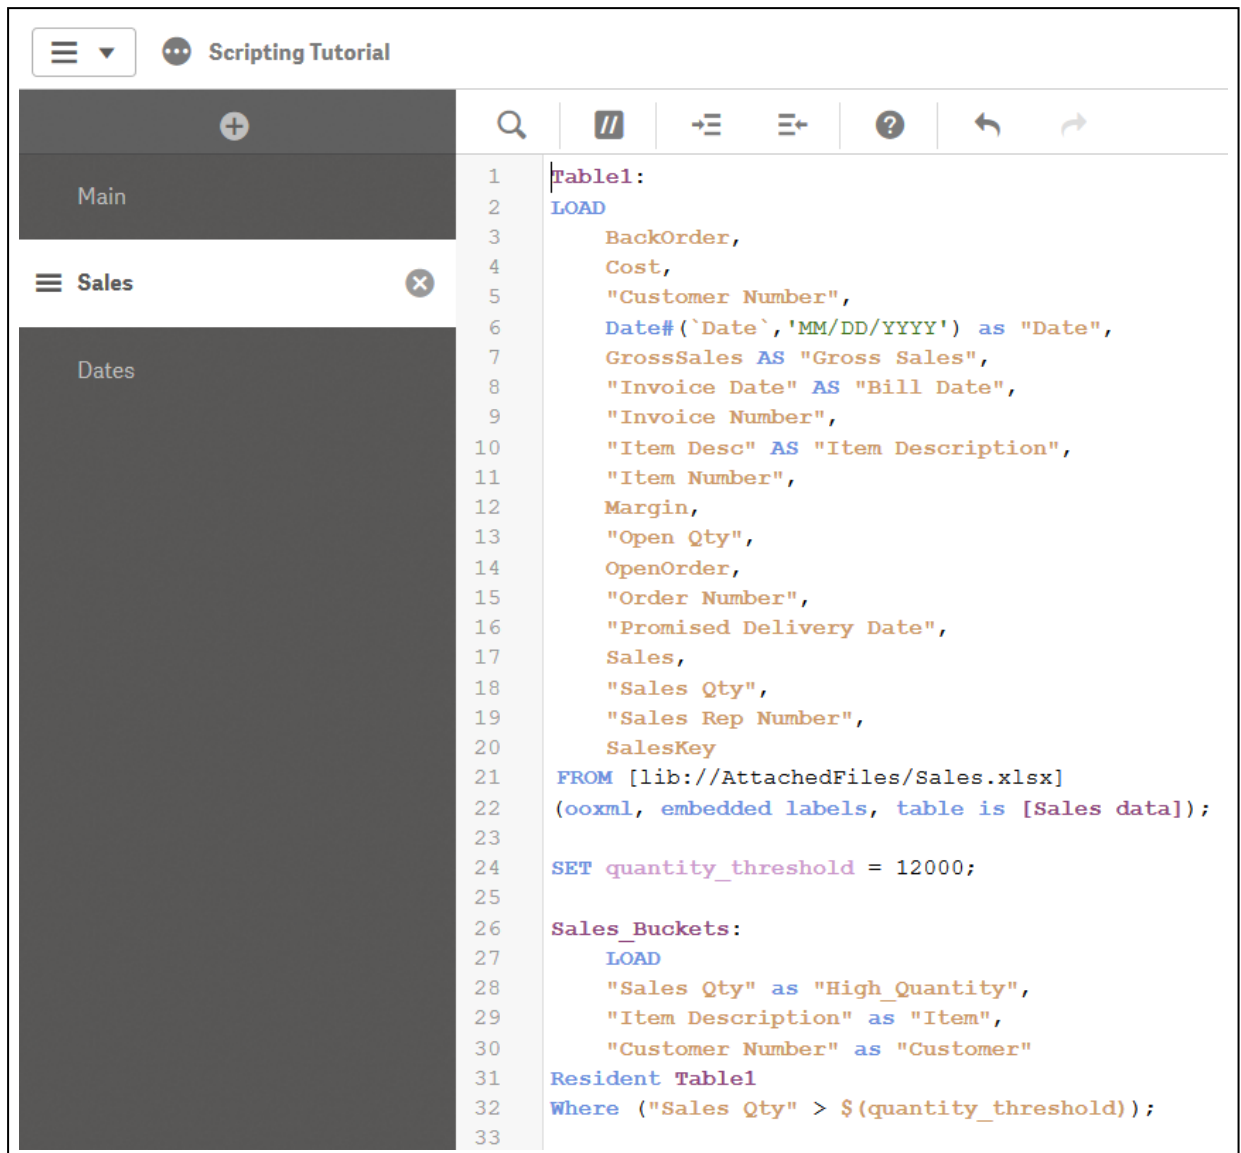 Scripting Tutorial
Main
Sales
Dates
//
?
1 Table1:
2 LOAD
3 BackOrder,
4 Cost,
5 "Customer Number",
6 Date#(`Date`,'MM/DD/YYYY') as "Date",
7 GrossSales AS "Gross Sales",
8 "Invoice Date" AS "Bill Date",
9 "Invoice Number",
10 "Item Desc" AS "Item Description",
11 "Item Number",
12 Margin,
13 "Open Qty",
14 OpenOrder,
15 "Order Number",
16 "Promised Delivery Date",
17 Sales,
18 "Sales Qty",
19 "Sales Rep Number",
20 SalesKey
21 FROM [lib://AttachedFiles/Sales.xlsx]
22 (ooxml, embedded labels, table is [Sales data]);
23
24 SET quantity_threshold = 12000;
25
26 Sales_Buckets:
27 LOAD
28 "Sales Qty" as "High_Quantity",
29 "Item Description" as "Item",
30 "Customer Number" as "Customer"
31 Resident Table1
32 Where ("Sales Qty" > $(quantity_threshold));
33